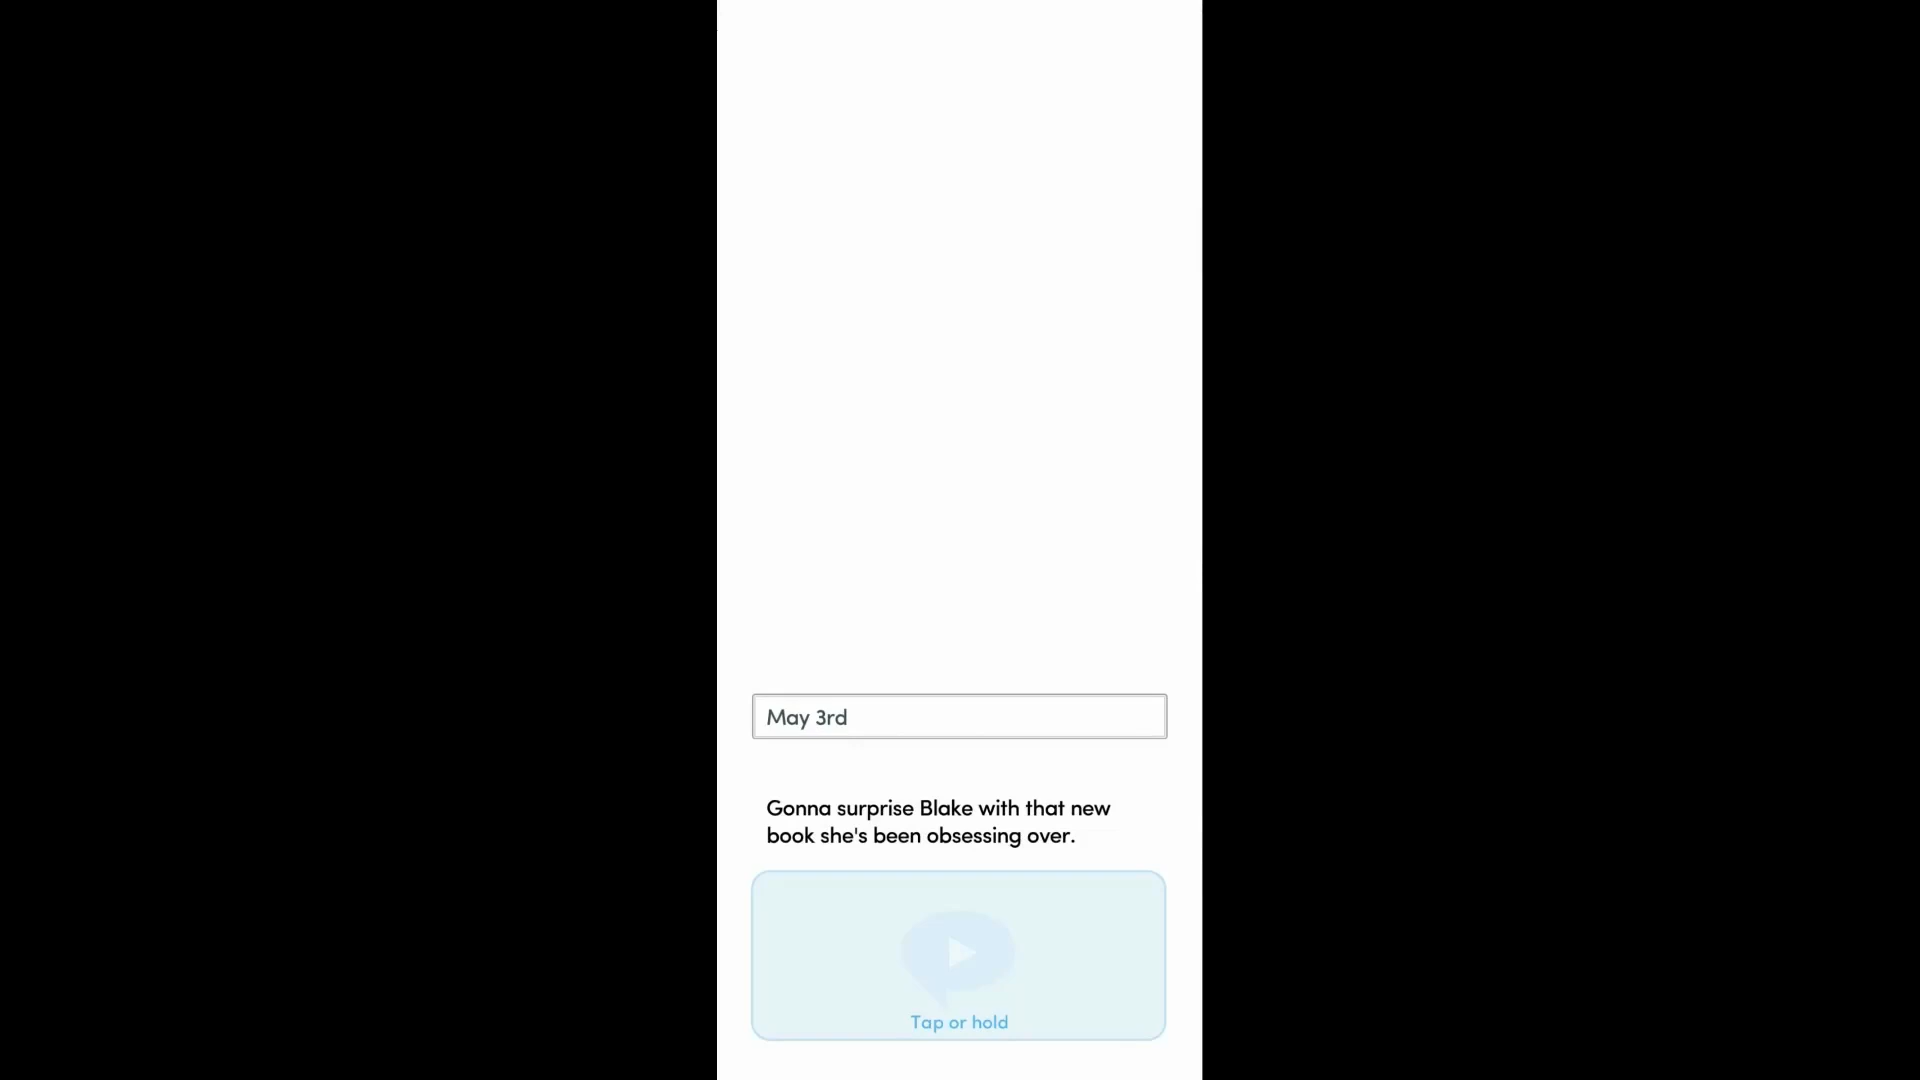 May 3rd
Gonna surprise Blake with that new
book she's been obsessing over.
Tap or hold